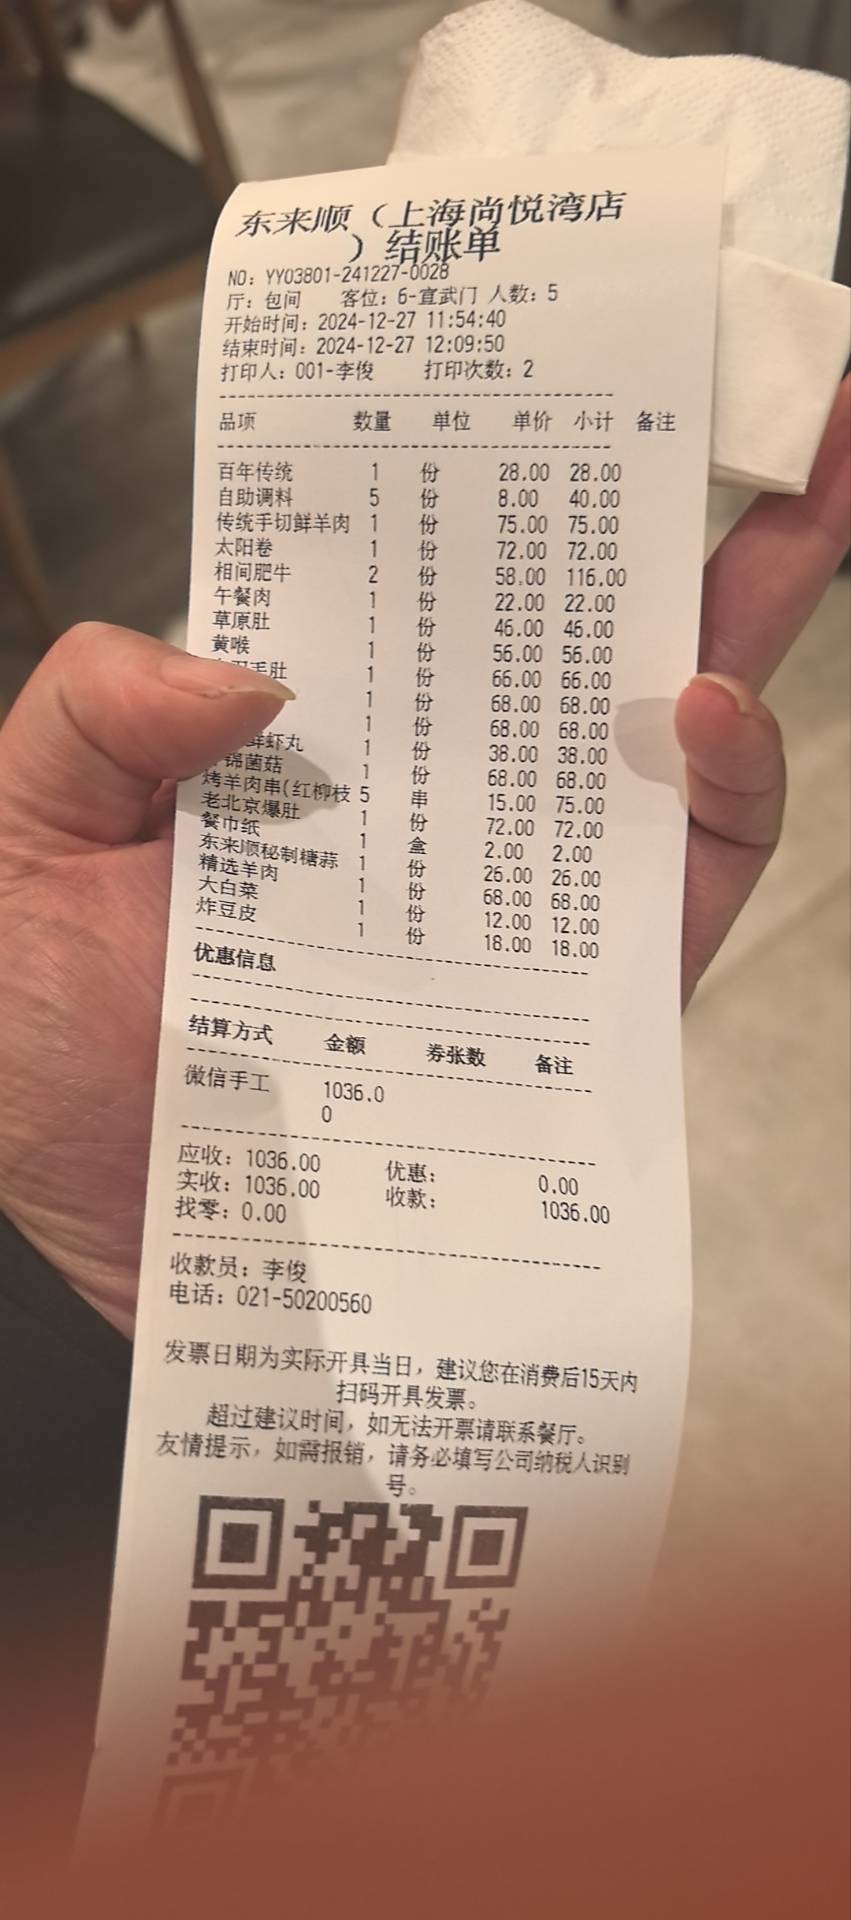 东来顺（上海尚悦湾店
）结账单
NO: YY03801-241227-0028
厅: 包间 客位: 6-宣武门 人数: 5
开始时间: 2024-12-27 11:54:40
结束时间: 2024-12-27 12:09:50
打印人: 001-李俊 打印次数: 2
品项 数量 单位 单价 小计 备注
百年传统 1 份 28.00 28.00
自助调料 5 份 8.00 40.00
传统手切鲜羊肉 1 份 75.00 75.00
太阳卷 1 份 72.00 72.00
相间肥牛 2 份 58.00 116.00
午餐肉 1 份 22.00 22.00
草原肚 1 份 46.00 46.00
黄喉 1 份 56.00 56.00
毛肚 1 份 66.00 66.00
1 份 68.00 68.00
1 份 68.00 68.00
鲜虾丸 1 份 38.00 38.00
锦菌菇 1 份 68.00 68.00
烤羊肉串(红柳枝 5 串 15.00 75.00
老北京爆肚 1 份 72.00 72.00
餐巾纸 1 盒 2.00 2.00
东来顺秘制糖蒜 1 份 26.00 26.00
精选羊肉 1 份 68.00 68.00
大白菜 1 份 12.00 12.00
炸豆皮 1 份 18.00 18.00
优惠信息
结算方式 金额 券张数 备注
微信手工 1036.0
0
应收: 1036.00 优惠: 0.00
实收: 1036.00 收款: 1036.00
找零: 0.00
收款员: 李俊
电话: 021-50200560
发票日期为实际开具当日，建议您在消费后15天内
扫码开具发票。
超过建议时间，如无法开票请联系餐厅。
友情提示，如需报销，请务必填写公司纳税人识别
号。